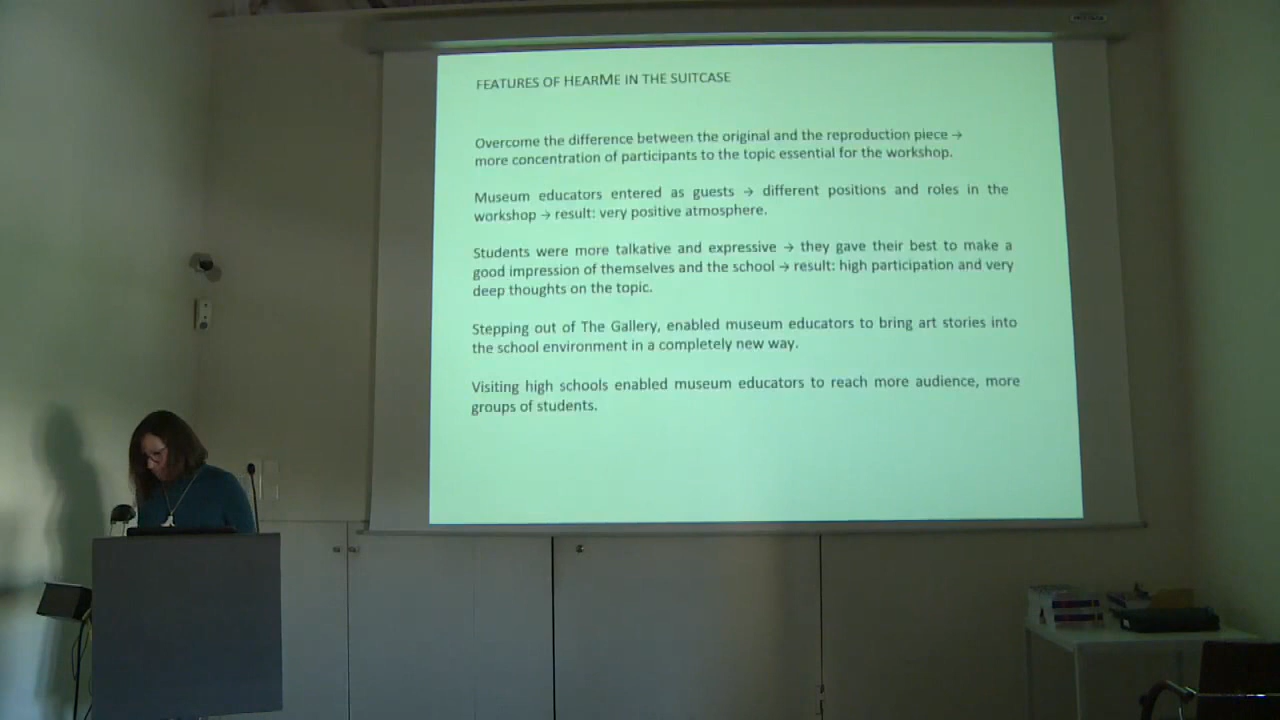 FEATURES OF HEARME IN THE SUITCASE
Overcome the difference between the original and the reproduction piece →
more concentration of participants to the topic essential for the workshop.
Museum educators entered as guests → different positions and roles in the
workshop → result: very positive atmosphere.
Students were more talkative and expressive → they gave their best to make a
good impression of themselves and the school → result: high participation and very
deep thoughts on the topic.
Stepping out of The Gallery, enabled museum educators to bring art stories into
the school environment in a completely new way.
Visiting high schools enabled museum educators to reach more audience, more
groups of students.